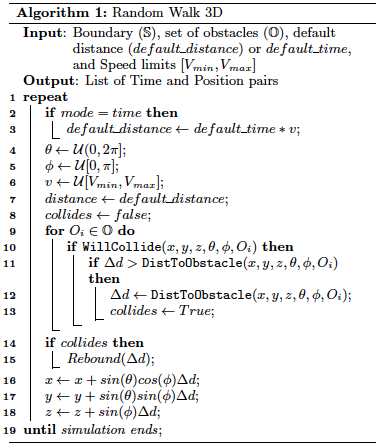 Algorithm 1: Random Walk 3D
Input: Boundary (𝕊), set of obstacles (𝕆), default
distance (default_distance) or default_time,
and Speed limits [V_min, V_max]
Output: List of Time and Position pairs
1 repeat
2 if mode = time then
3 default_distance ← default_time * v;
4 θ ← 𝒰(0, 2π];
5 ϕ ← 𝒰[0, π];
6 v ← 𝒰[V_min, V_max];
7 distance ← default_distance;
8 collides ← false;
9 for O_i ∈ 𝕆 do
10 if WillCollide(x, y, z, θ, ϕ, O_i) then
11 if Δd > DistToObstacle(x, y, z, θ, ϕ, O_i)
then
12 Δd ← DistToObstacle(x, y, z, θ, ϕ, O_i);
13 collides ← True;
14 if collides then
15 Rebound(Δd);
16 x ← x + sin(θ)cos(ϕ)Δd;
17 y ← y + sin(θ)sin(ϕ)Δd;
18 z ← z + sin(ϕ)Δd;
19 until simulation ends;